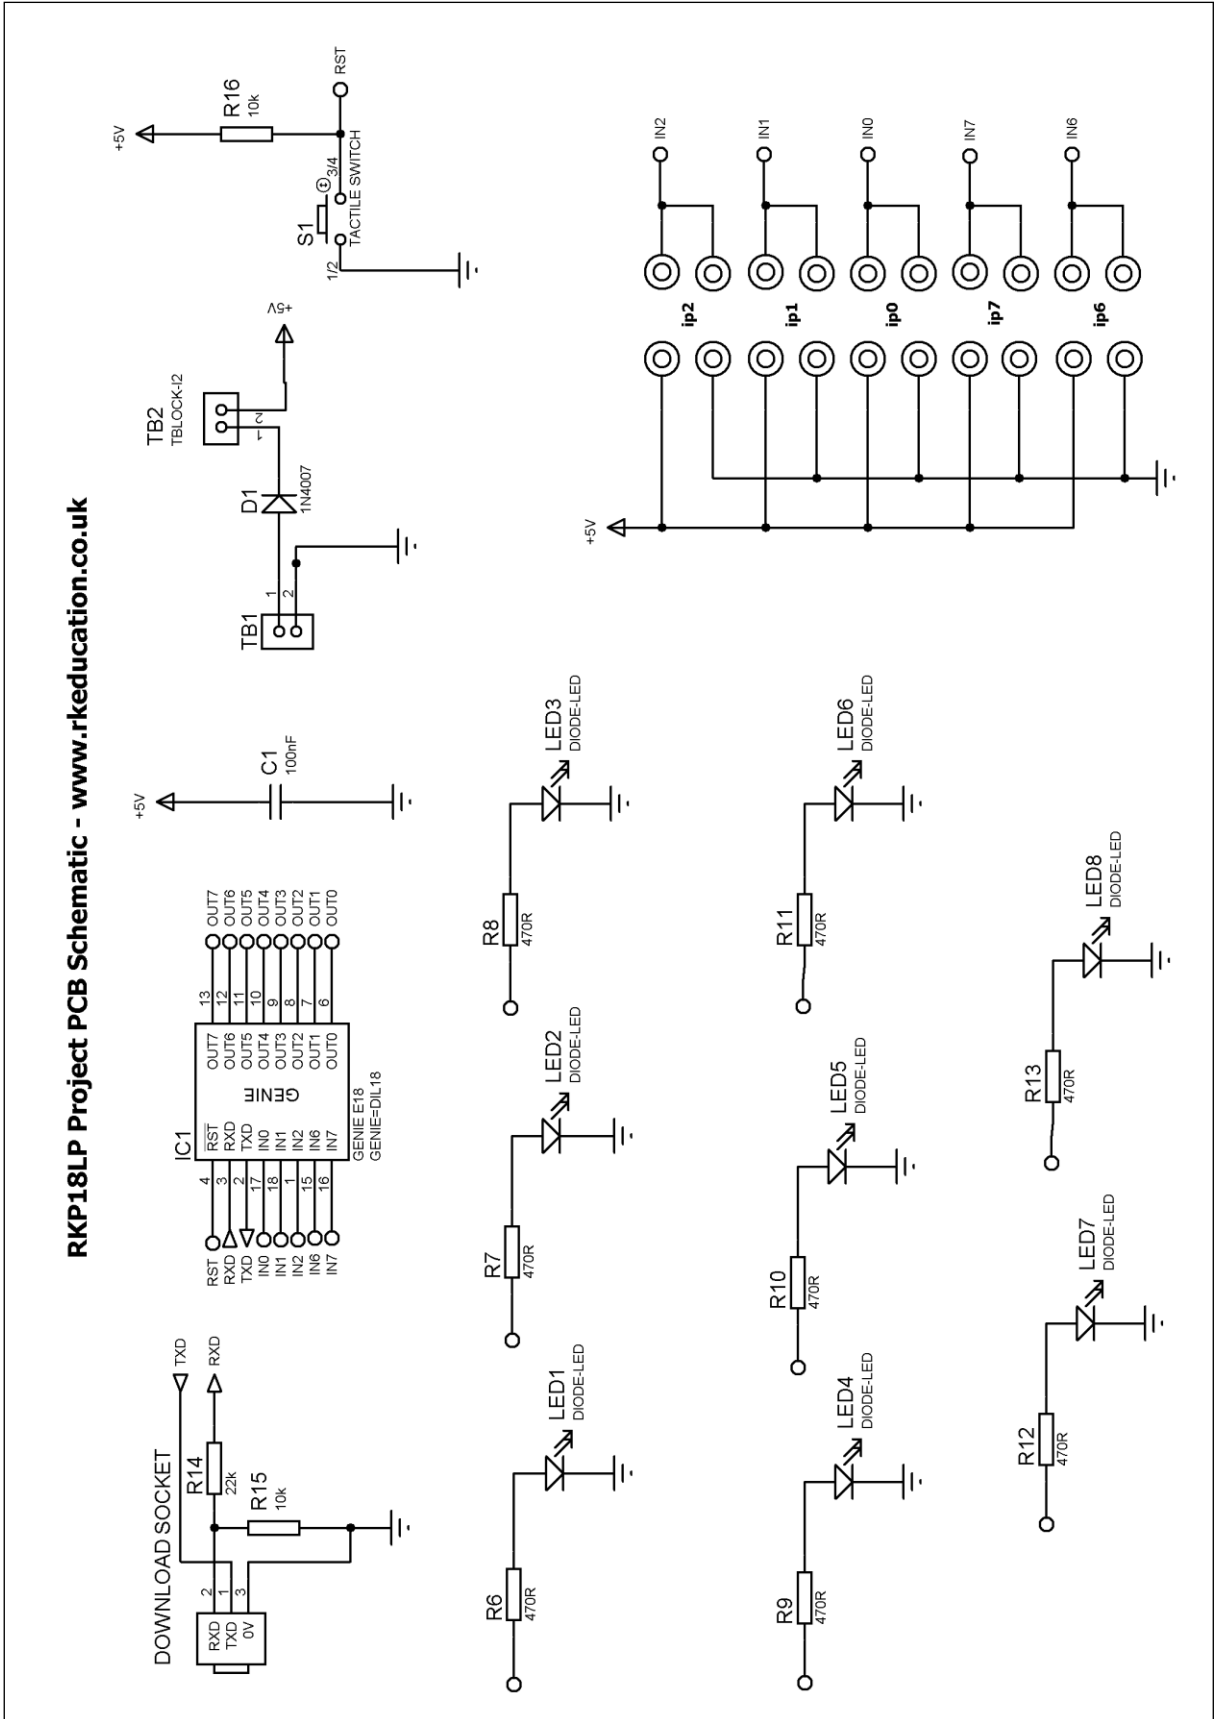 RKP18LP Project PCB Schematic - www.rkeducation.co.uk
DOWNLOAD SOCKET
RXD
TXD
0V
2
1
3
R14
22k
R15
10k
TXD
RXD
RST
RXD
TXD
IN0
IN1
IN2
IN6
IN7
4
3
2
17
18
1
15
16
IC1
RST
RXD
TXD
IN0
IN1
IN2
IN6
IN7
GENIE
OUT7
OUT6
OUT5
OUT4
OUT3
OUT2
OUT1
OUT0
13
12
11
10
9
8
7
6
OUT7
OUT6
OUT5
OUT4
OUT3
OUT2
OUT1
OUT0
GENIE E18
GENIE=DIL18
+5V
C1
100nF
TB1
1
2
D1
1N4007
TB2
TBLOCK-I2
1
2
+5V
+5V
R16
10k
S1
1/2
3/4
TACTILE SWITCH
RST
R6
470R
LED1
DIODE-LED
R7
470R
LED2
DIODE-LED
R8
470R
LED3
DIODE-LED
R9
470R
LED4
DIODE-LED
R10
470R
LED5
DIODE-LED
R11
470R
LED6
DIODE-LED
R12
470R
LED7
DIODE-LED
R13
470R
LED8
DIODE-LED
+5V
ip2
IN2
ip1
IN1
ip0
IN0
ip7
IN7
ip6
IN6